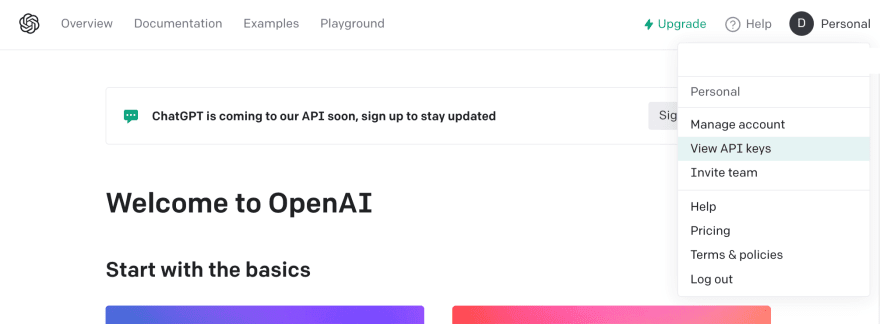 Overview Documentation Examples Playground Upgrade Help D Personal
Personal
Manage account
View API keys
Invite team
Help
Pricing
Terms & policies
Log out
ChatGPT is coming to our API soon, sign up to stay updated
Sig
Welcome to OpenAI
Start with the basics